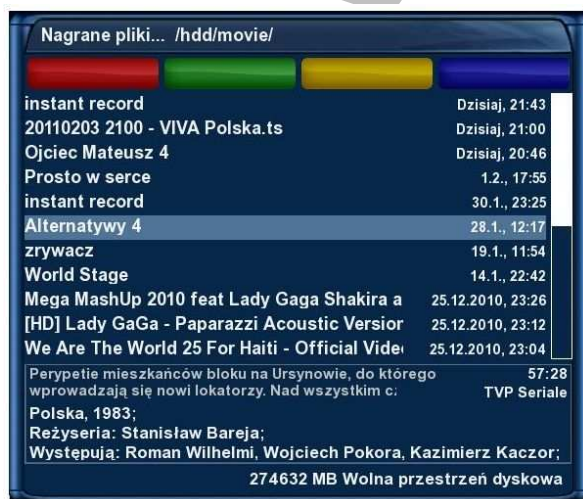 Nagrane pliki... /hdd/movie/
instant record Dzisiaj, 21:43
20110203 2100 - VIVA Polska.ts Dzisiaj, 21:00
Ojciec Mateusz 4 Dzisiaj, 20:46
Prosto w serce 1.2., 17:55
instant record 30.1., 23:25
Alternatywy 4 28.1., 12:17
zrywacz 19.1., 11:54
World Stage 14.1., 22:42
Mega MashUp 2010 feat Lady Gaga Shakira a 25.12.2010, 23:26
[HD] Lady GaGa - Paparazzi Acoustic Version 25.12.2010, 23:12
We Are The World 25 For Haiti - Official Video 25.12.2010, 23:04
Perypetie mieszkańców bloku na Ursynowie, do którego 57:28
wprowadzają się nowi lokatorzy. Nad wszystkim TVP Seriale
Polska, 1983;
Reżyseria: Stanisław Bareja;
Występują: Roman Wilhelmi, Wojciech Pokora, Kazimierz Kaczor;
274632 MB Wolna przestrzeń dyskowa